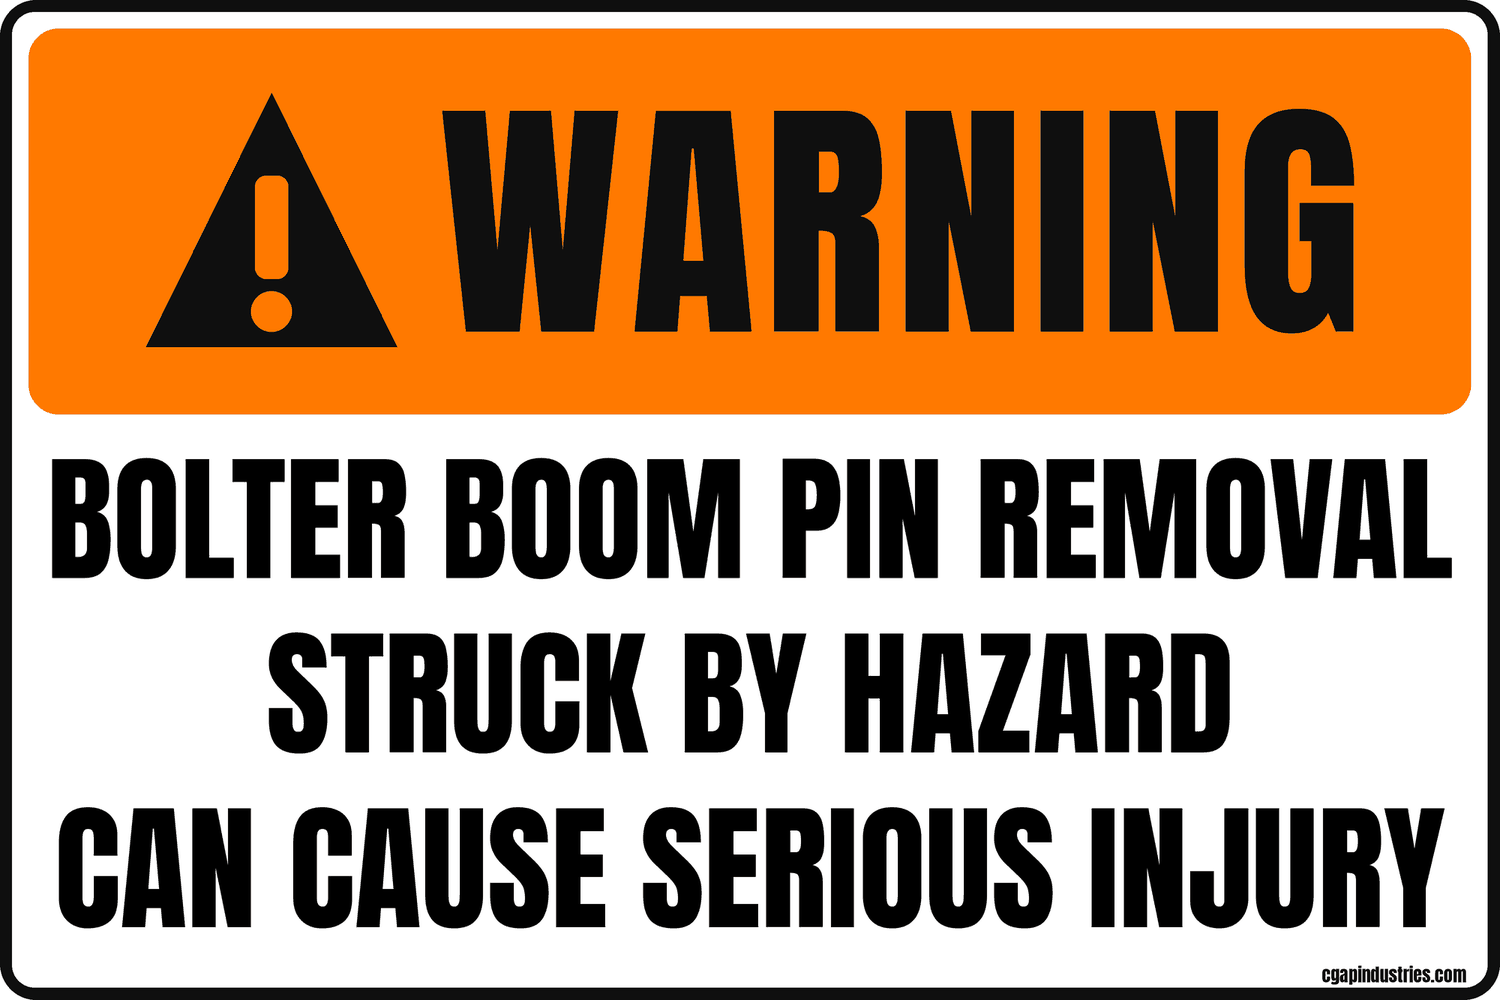 WARNING
BOLTER BOOM PIN REMOVAL
STRUCK BY HAZARD
CAN CAUSE SERIOUS INJURY
cgapindustries.com